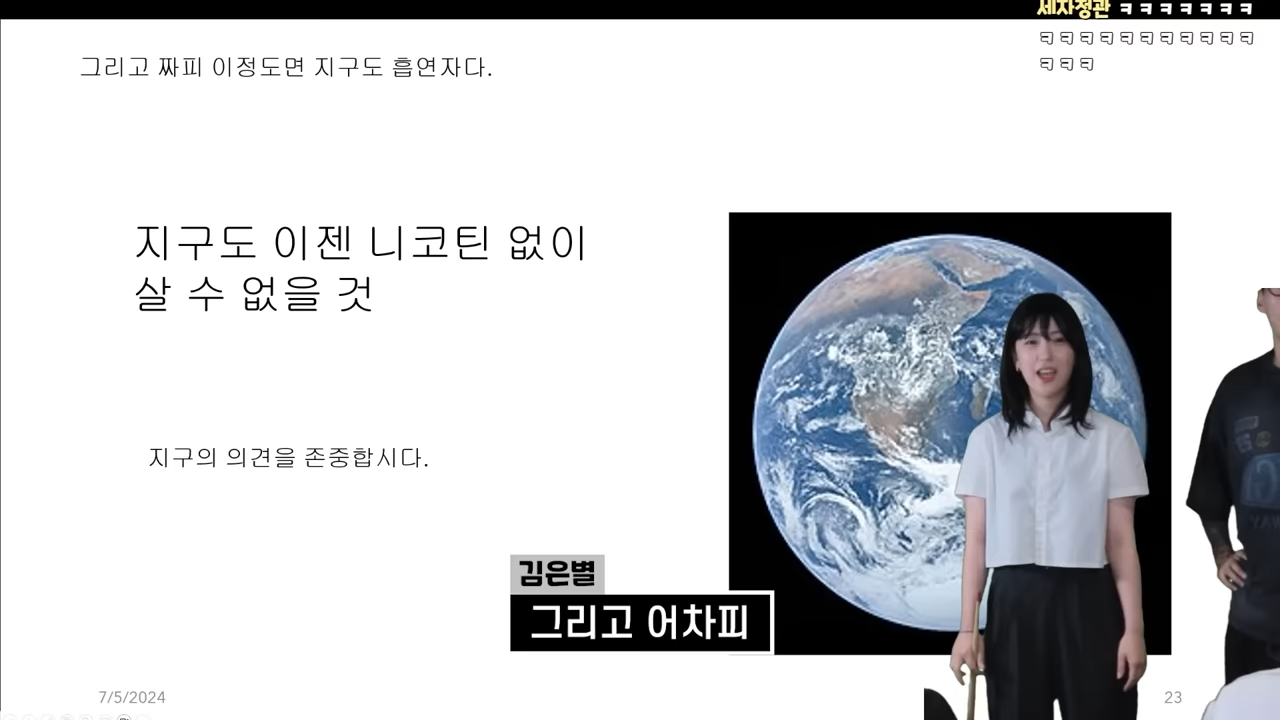 세자정관 ㅋㅋㅋㅋㅋㅋㅋ
ㅋㅋㅋㅋㅋㅋㅋㅋㅋㅋㅋ
ㅋㅋㅋ
그리고 짜피 이정도면 지구도 흡연자다.
지구도 이젠 니코틴 없이
살 수 없을 것
지구의 의견을 존중합시다.
김은별
그리고 어차피
7/5/2024
23